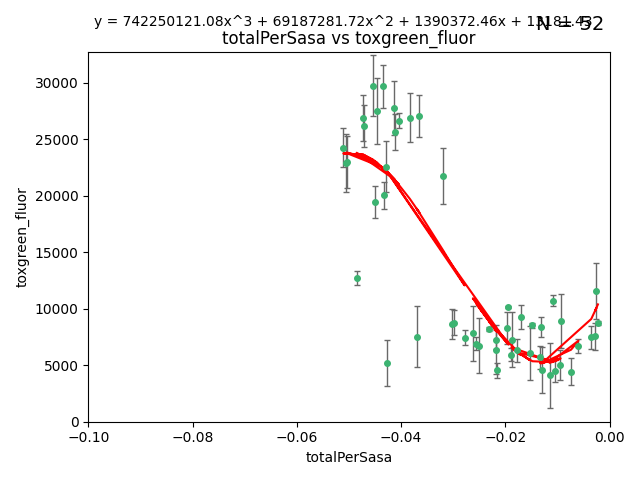 y = 742250121.08x^3 + 69187281.72x^2 + 1390372.46x + 13181.43
N = 52
totalPerSasa vs toxgreen_fluor
30000
25000
20000
15000
10000
5000
0
toxgreen_fluor
−0.10 −0.08 −0.06 −0.04 −0.02 0.00
totalPerSasa